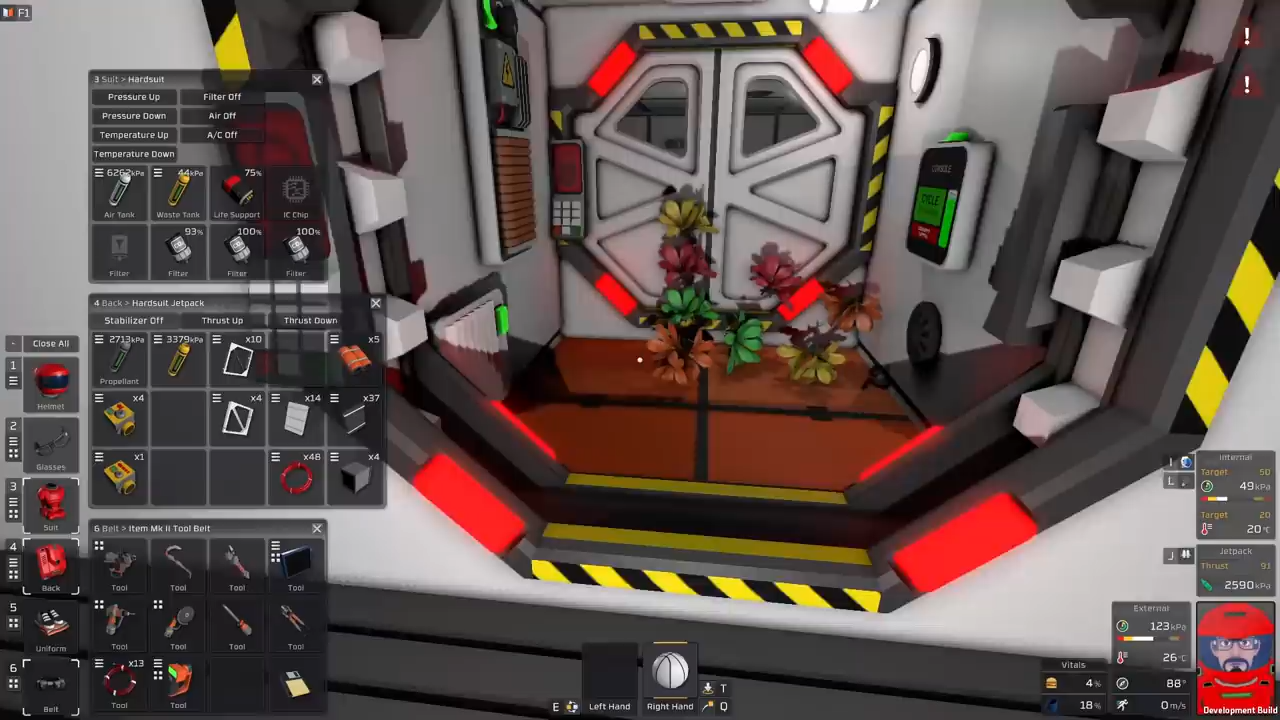 F1
3 Suit > Hardsuit
Pressure Up
Filter Off
Pressure Down
Air Off
Temperature Up
A/C Off
Temperature Down
6262kPa
44kPa
75%
Air Tank
Waste Tank
Life Support
IC Chip
93%
100%
100%
Filter
Filter
Filter
Filter
4 Back > Hardsuit Jetpack
Stabilizer Off
Thrust Up
Thrust Down
2713kPa
3379kPa
x10
x5
Propellant
x4
x4
x14
x37
x1
x48
x4
6 Belt > Item Mk II Tool Belt
Tool
Tool
Tool
Tool
Tool
Tool
Tool
Tool
x13
Tool
Tool
- Close All
1
Helmet
2
Glasses
3
Suit
4
Back
5
Uniform
6
Belt
CONSOLE
CYCLE
!
!
E
Left Hand
Right Hand
T
Q
Internal
Target 50
49kPa
Target 20
20°C
L
J
Jetpack
Thrust 91
2590kPa
External
123kPa
26°C
88°
0m/s
Vitals
4%
18%
Development Build